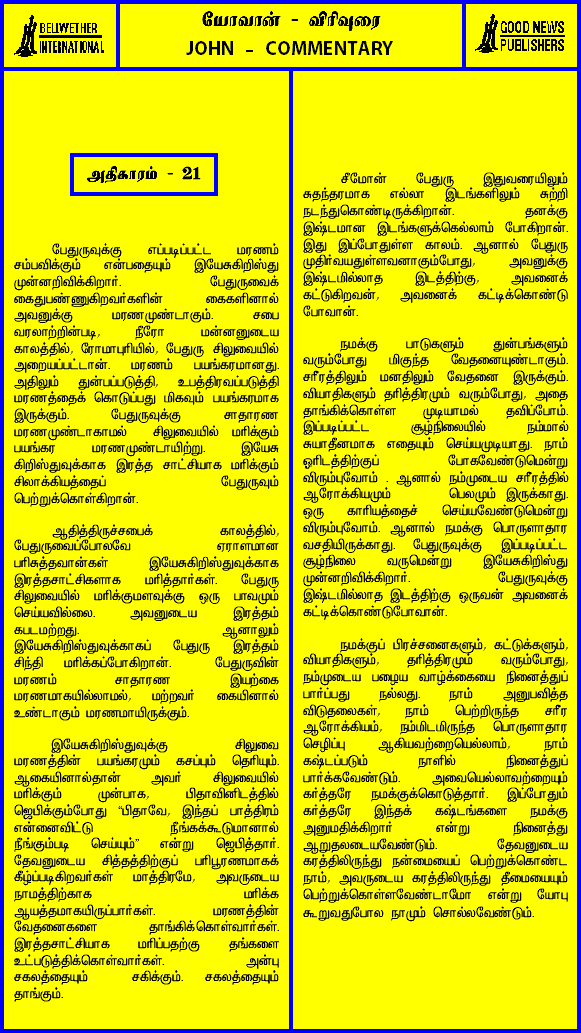 BELWETHER
INTERNATIONAL
யோவான் - விரிவுரை
JOHN - COMMENTARY
GOOD NEWS
PUBLISHERS
அதிகாரம் - 21
பேதுருவுக்கு எப்படிப்பட்ட மரணம்
சம்பவிக்கும் என்பதையும் இயேசுகிறிஸ்து
முன்னறிவிக்கிறார். பேதுருவைக்
கைதுபண்ணுகிறவர்களின் கைகளினால்
அவனுக்கு மரணமுண்டாகும். சபை
வரலாற்றின்படி, நீரோ மன்னனுடைய
காலத்தில், ரோமாபுரியில், பேதுரு சிலுவையில்
அறையப்பட்டான். மரணம் பயங்கரமானது.
அதிலும் துன்பப்படுத்தி, உபத்திரவப்படுத்தி
மரணத்தைக் கொடுப்பது மிகவும் பயங்கரமாக
இருக்கும். பேதுருவுக்கு சாதாரண
மரணமுண்டாகாமல் சிலுவையில் மரிக்கும்
பயங்கர மரணமுண்டாயிற்று. இயேசு
கிறிஸ்துவுக்காக இரத்த சாட்சியாக மரிக்கும்
சிலாக்கியத்தைப் பேதுருவும்
பெற்றுக்கொள்கிறான்.
ஆதித்திருச்சபைக் காலத்தில்,
பேதுருவைப்போலவே ஏராளமான
பரிசுத்தவான்கள் இயேசுகிறிஸ்துவுக்காக
இரத்தசாட்சிகளாக மரித்தார்கள். பேதுரு
சிலுவையில் மரிக்குமளவுக்கு ஒரு பாவமும்
செய்யவில்லை. அவனுடைய இரத்தம்
கபடமற்றது. ஆனாலும்
இயேசுகிறிஸ்துவுக்காகப் பேதுரு இரத்தம்
சிந்தி மரிக்கப்போகிறான். பேதுருவின்
மரணம் சாதாரண இயற்கை
மரணமாகயில்லாமல், மற்றவர் கையினால்
உண்டாகும் மரணமாயிருக்கும்.
இயேசுகிறிஸ்துவுக்கு சிலுவை
மரணத்தின் பயங்கரமும் கசப்பும் தெரியும்.
ஆகையினால்தான் அவர் சிலுவையில்
மரிக்கும் முன்பாக, பிதாவினிடத்தில்
ஜெபிக்கும்போது “பிதாவே, இந்தப் பாத்திரம்
என்னைவிட்டு நீங்கக்கூடுமானால்
நீங்கும்படி செய்யும்” என்று ஜெபித்தார்.
தேவனுடைய சித்தத்திற்குப் பரிபூரணமாகக்
கீழ்ப்படிகிறவர்கள் மாத்திரமே, அவருடைய
நாமத்திற்காக மரிக்க
ஆயத்தமாகயிருப்பார்கள். மரணத்தின்
வேதனைகளை தாங்கிக்கொள்வார்கள்.
இரத்தசாட்சியாக மரிப்பதற்கு தங்களை
உட்படுத்திக்கொள்வார்கள். அன்பு
சகலத்தையும் சகிக்கும். சகலத்தையும்
தாங்கும்.
சீமோன் பேதுரு இதுவரையிலும்
சுதந்தரமாக எல்லா இடங்களிலும் சுற்றி
நடந்துகொண்டிருக்கிறான். தனக்கு
இஷ்டமான இடங்களுக்கெல்லாம் போகிறான்.
இது இப்போதுள்ள காலம். ஆனால் பேதுரு
முதிர்வயதுள்ளவனாகும்போது, அவனுக்கு
இஷ்டமில்லாத இடத்திற்கு, அவனைக்
கட்டுகிறவன், அவனைக் கட்டிக்கொண்டு
போவான்.
நமக்கு பாடுகளும் துன்பங்களும்
வரும்போது மிகுந்த வேதனையுண்டாகும்.
சரீரத்திலும் மனதிலும் வேதனை இருக்கும்.
வியாதிகளும் தரித்திரமும் வரும்போது, அதை
தாங்கிக்கொள்ள முடியாமல் தவிப்போம்.
இப்படிப்பட்ட சூழ்நிலையில் நம்மால்
சுயாதீனமாக எதையும் செய்யமுடியாது. நாம்
ஓரிடத்திற்குப் போகவேண்டுமென்று
விரும்புவோம் . ஆனால் நம்முடைய சரீரத்தில்
ஆரோக்கியமும் பெலமும் இருக்காது.
ஒரு காரியத்தைச் செய்யவேண்டுமென்று
விரும்புவோம். ஆனால் நமக்கு பொருளாதார
வசதியிருக்காது. பேதுருவுக்கு இப்படிப்பட்ட
சூழ்நிலை வருமென்று இயேசுகிறிஸ்து
முன்னறிவிக்கிறார். பேதுருவுக்கு
இஷ்டமில்லாத இடத்திற்கு ஒருவன் அவனைக்
கட்டிக்கொண்டுபோவான்.
நமக்குப் பிரச்சனைகளும், கட்டுக்களும்,
வியாதிகளும், தரித்திரமும் வரும்போது,
நம்முடைய பழைய வாழ்க்கையை நினைத்துப்
பார்ப்பது நல்லது. நாம் அனுபவித்த
விடுதலைகள், நாம் பெற்றிருந்த சரீர
ஆரோக்கியம், நம்மிடமிருந்த பொருளாதார
செழிப்பு ஆகியவற்றையெல்லாம், நாம்
கஷ்டப்படும் நாளில் நினைத்துப்
பார்க்கவேண்டும். அவையெல்லாவற்றையும்
கர்த்தரே நமக்குக்கொடுத்தார். இப்போதும்
கர்த்தரே இந்தக் கஷ்டங்களை நமக்கு
அனுமதிக்கிறார் என்று நினைத்து
ஆறுதலடையவேண்டும். தேவனுடைய
கரத்திலிருந்து நன்மையைப் பெற்றுக்கொண்ட
நாம், அவருடைய கரத்திலிருந்து தீமையையும்
பெற்றுக்கொள்ளவேண்டாமோ என்று யோபு
கூறுவதுபோல நாமும் சொல்லவேண்டும்.